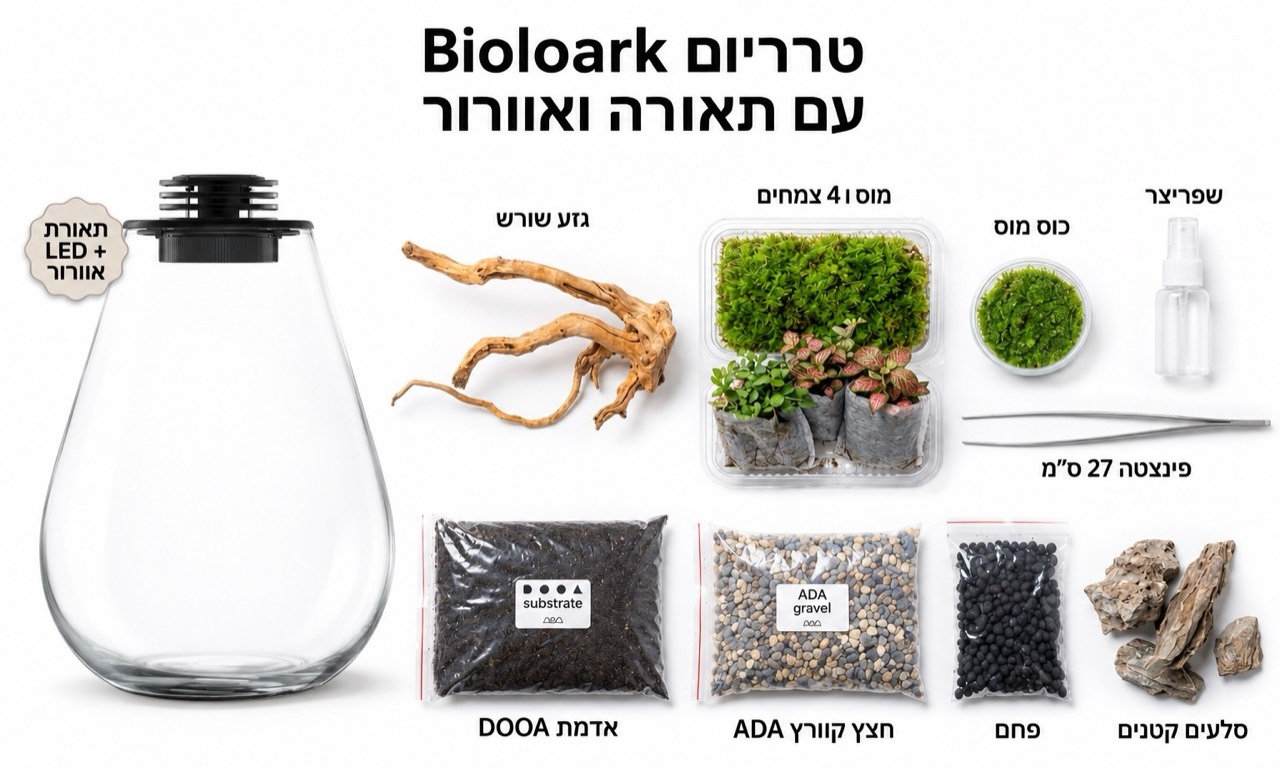 טרריום Bioloark
עם תאורה ואוורור
תאורת
LED +
אוורור
גזע שורש
מוס ו 4 צמחים
כוס מוס
שפריצר
פינצטה 27 ס"מ
DOOA
substrate
ADA
gravel
אדמת DOOA
חצץ קוורץ ADA
פחם
סלעים קטנים